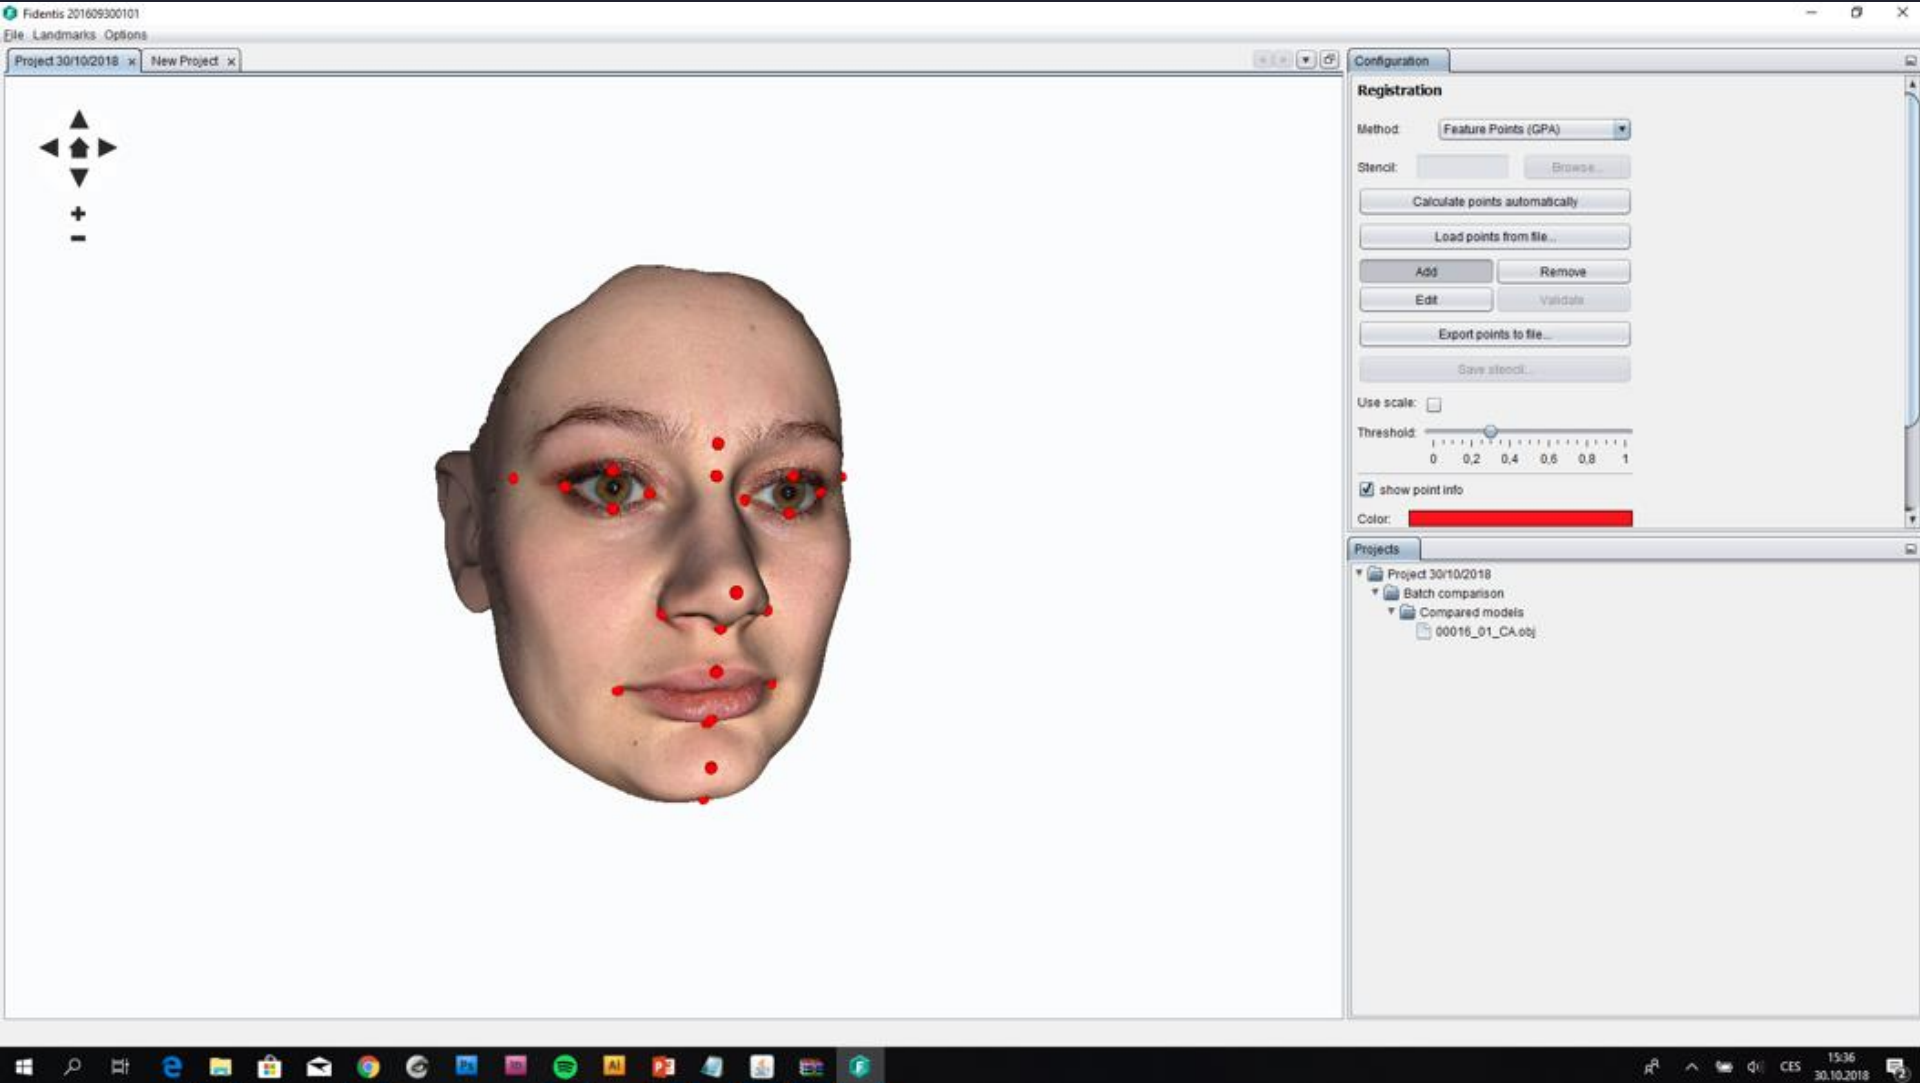 Fidentis 201609300101
File Landmarks Options
Project 30/10/2018 x New Project x
Configuration
Registration
Method: Feature Points (GPA)
Stencil: Browse...
Calculate points automatically
Load points from file...
Add Remove
Edit Validate
Export points to file...
Save stencil...
Use scale:
Threshold:
0 0,2 0,4 0,6 0,8 1
show point info
Color:
Projects
Project 30/10/2018
Batch comparison
Compared models
00016_01_CA.obj
Ps Ai
CES 15:36
30.10.2018
2